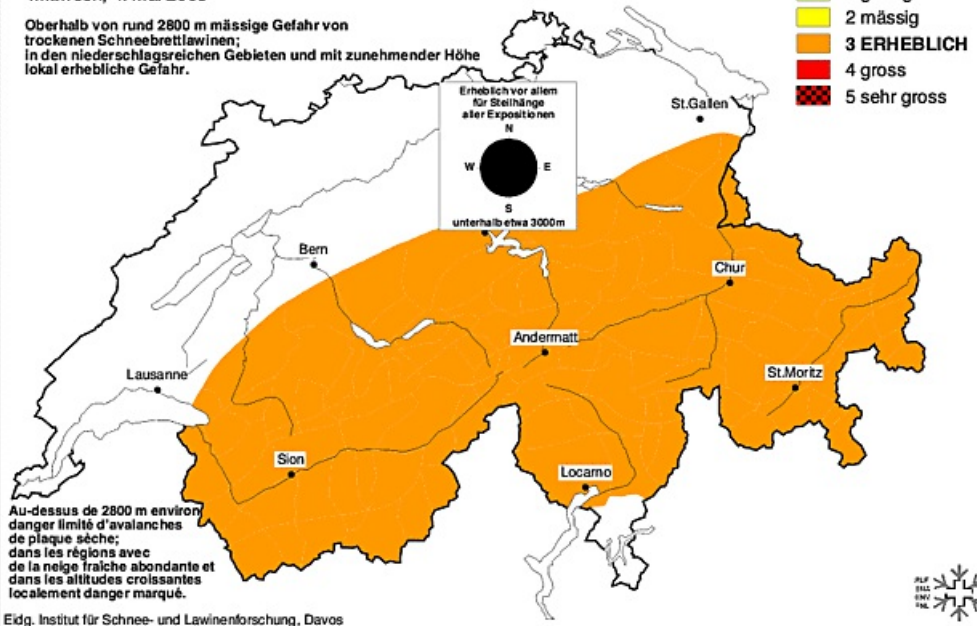 2 mässig
Oberhalb von rund 2800 m mässige Gefahr von
trockenen Schneebrettlawinen;
in den niederschlagsreichen Gebieten und mit zunehmender Höhe
lokal erhebliche Gefahr.
3 ERHEBLICH
4 gross
5 sehr gross
Erheblich vor allem
für Steilhänge
aller Expositionen
N
W E
S
unterhalb etwa 3000m
St.Gallen
Bern
Chur
Andermatt
Lausanne
St.Moritz
Sion
Locarno
Au-dessus de 2800 m environ
danger limité d'avalanches
de plaque sèche;
dans les régions avec
de la neige fraîche abondante et
dans les altitudes croissantes
localement danger marqué.
Eidg. Institut für Schnee- und Lawinenforschung, Davos